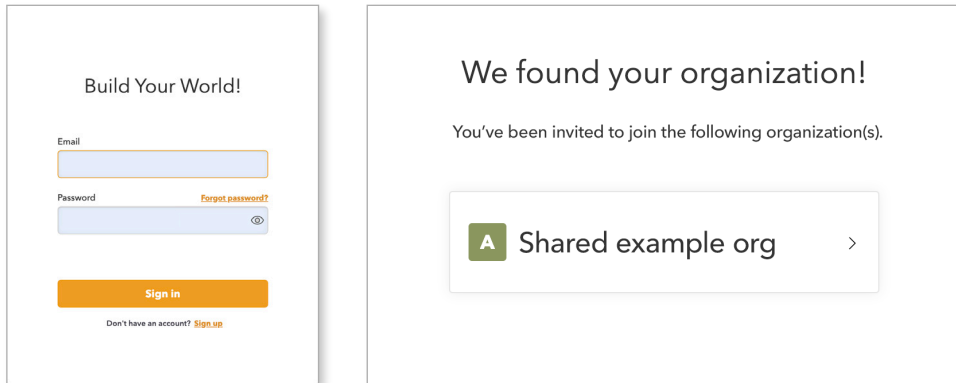 Build Your World!
Email
Password
Forgot password?
Sign in
Don't have an account? Sign up
We found your organization!
You've been invited to join the following organization(s).
A
Shared example org